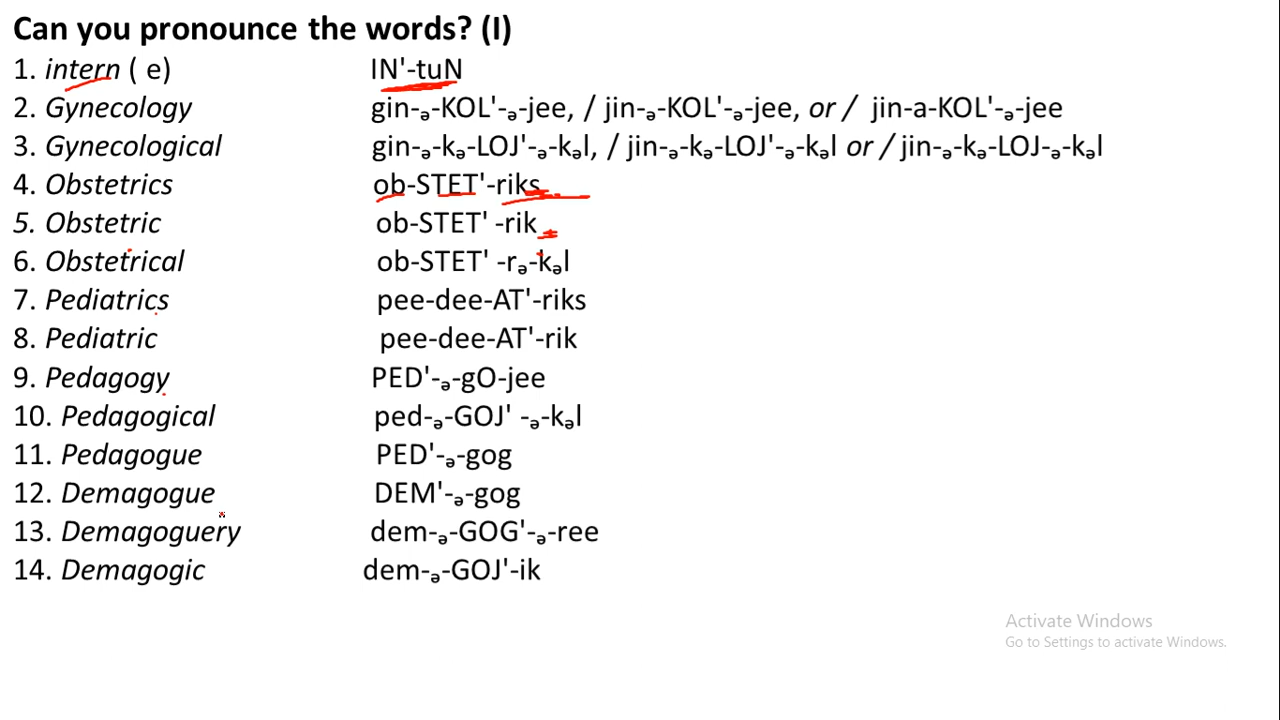 Can you pronounce the words? (I)
1. intern ( e) IN'-tuN
2. Gynecology gin-ₔ-KOL'-ₔ-jee, / jin-ₔ-KOL'-ₔ-jee, or / jin-a-KOL'-ₔ-jee
3. Gynecological gin-ₔ-kₔ-LOJ'-ₔ-kₔl, / jin-ₔ-kₔ-LOJ'-ₔ-kₔl or / jin-ₔ-kₔ-LOJ-ₔ-kₔl
4. Obstetrics ob-STET'-riks
5. Obstetric ob-STET' -rik
6. Obstetrical ob-STET' -rₔ-kₔl
7. Pediatrics pee-dee-AT'-riks
8. Pediatric pee-dee-AT'-rik
9. Pedagogy PED'-ₔ-gO-jee
10. Pedagogical ped-ₔ-GOJ' -ₔ-kₔl
11. Pedagogue PED'-ₔ-gog
12. Demagogue DEM'-ₔ-gog
13. Demagoguery dem-ₔ-GOG'-ₔ-ree
14. Demagogic dem-ₔ-GOJ'-ik
Activate Windows
Go to Settings to activate Windows.